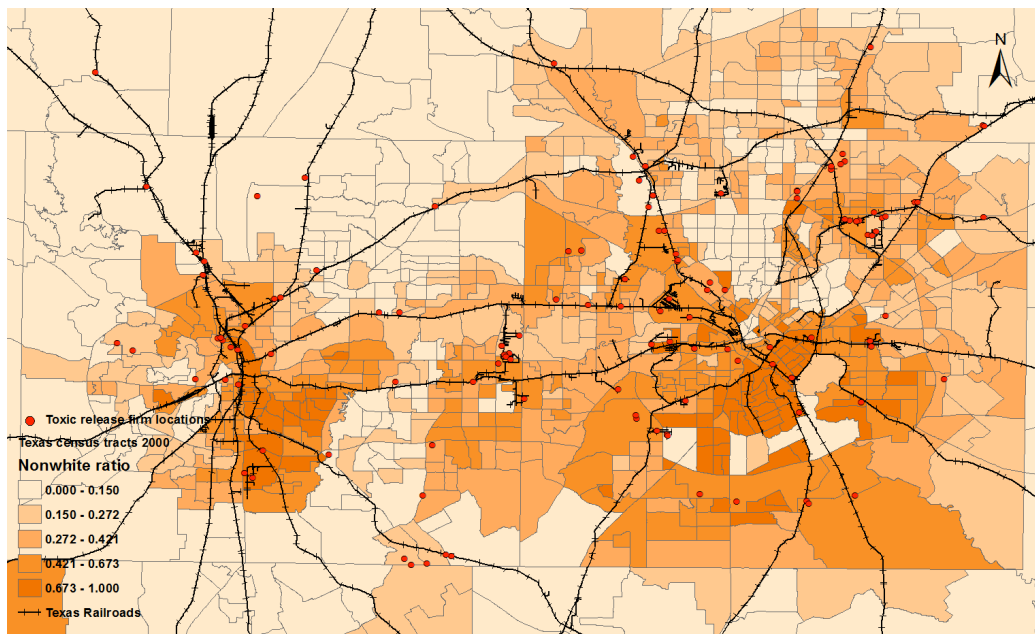 N
Toxic release firm locations
Texas census tracts 2000
Nonwhite ratio
0.000 - 0.150
0.150 - 0.272
0.272 - 0.421
0.421 - 0.673
0.673 - 1.000
Texas Railroads